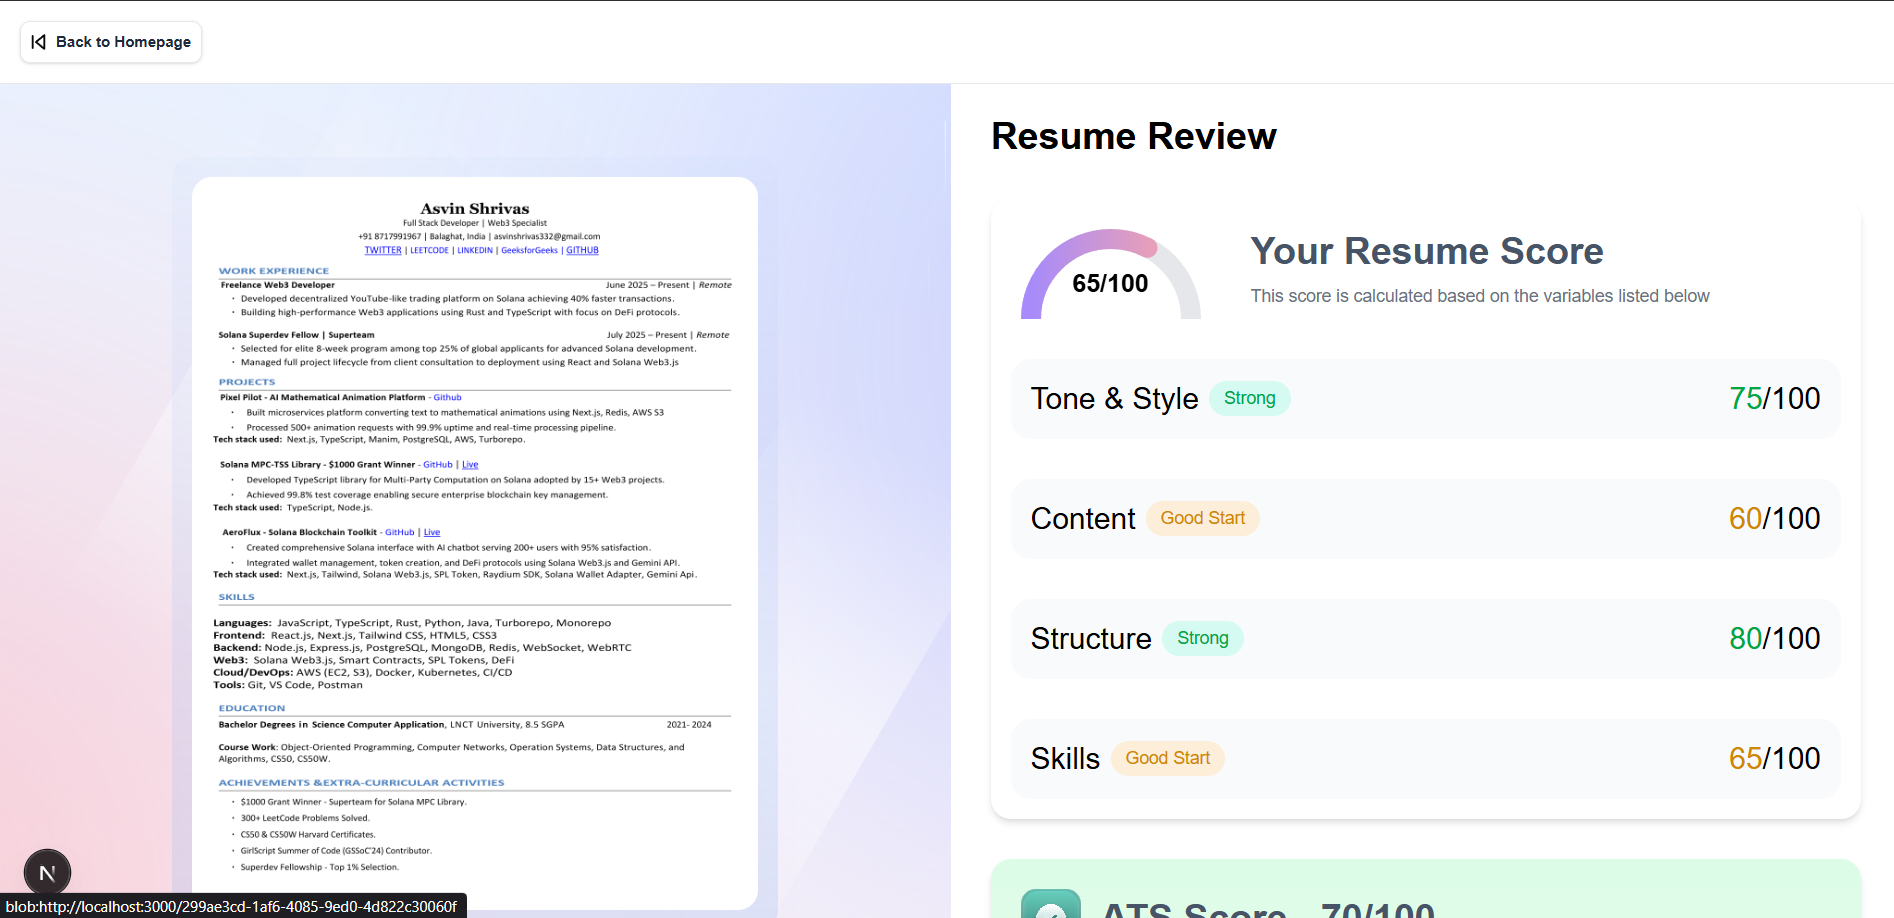 Back to Homepage
Asvin Shrivas
Full Stack Developer | Web3 Specialist
+91 8717991967 | Balaghat, India | asvinshrivas332@gmail.com
TWITTER | LEETCODE | LINKEDIN | GeeksforGeeks | GITHUB
WORK EXPERIENCE
Freelance Web3 Developer June 2025 – Present | Remote
· Developed decentralized YouTube-like trading platform on Solana achieving 40% faster transactions.
· Building high-performance Web3 applications using Rust and TypeScript with focus on DeFi protocols.
Solana Superdev Fellow | Superteam July 2025 – Present | Remote
· Selected for elite 8-week program among top 25% of global applicants for advanced Solana development.
· Managed full project lifecycle from client consultation to deployment using React and Solana Web3.js
PROJECTS
Pixel Pilot - AI Mathematical Animation Platform - Github
· Built microservices platform converting text to mathematical animations using Next.js, Redis, AWS S3
· Processed 500+ animation requests with 99.9% uptime and real-time processing pipeline.
Tech stack used: Next.js, TypeScript, Manim, PostgreSQL, AWS, Turborepo.
Solana MPC-TSS Library - $1000 Grant Winner - GitHub | Live
· Developed TypeScript library for Multi-Party Computation on Solana adopted by 15+ Web3 projects.
· Achieved 99.8% test coverage enabling secure enterprise blockchain key management.
Tech stack used: TypeScript, Node.js.
AeroFlux - Solana Blockchain Toolkit - GitHub | Live
· Created comprehensive Solana interface with AI chatbot serving 200+ users with 95% satisfaction.
· Integrated wallet management, token creation, and DeFi protocols using Solana Web3.js and Gemini API.
Tech stack used: Next.js, Tailwind, Solana Web3.js, SPL Token, Raydium SDK, Solana Wallet Adapter, Gemini Api.
SKILLS
Languages: JavaScript, TypeScript, Rust, Python, Java, Turborepo, Monorepo
Frontend: React.js, Next.js, Tailwind CSS, HTML5, CSS3
Backend: Node.js, Express.js, PostgreSQL, MongoDB, Redis, WebSocket, WebRTC
Web3: Solana Web3.js, Smart Contracts, SPL Tokens, DeFi
Cloud/DevOps: AWS (EC2, S3), Docker, Kubernetes, CI/CD
Tools: Git, VS Code, Postman
EDUCATION
Bachelor Degrees in Science Computer Application, LNCT University, 8.5 SGPA 2021- 2024
Course Work: Object-Oriented Programming, Computer Networks, Operation Systems, Data Structures, and
Algorithms, CS50, CS50W.
ACHIEVEMENTS &EXTRA-CURRICULAR ACTIVITIES
· $1000 Grant Winner - Superteam for Solana MPC Library.
· 300+ LeetCode Problems Solved.
· CS50 & CS50W Harvard Certificates.
· GirlScript Summer of Code (GSSoC'24) Contributor.
· Superdev Fellowship - Top 1% Selection.
N
blob:http://localhost:3000/299ae3cd-1af6-4085-9ed0-4d822c30060f
Resume Review
65/100
Your Resume Score
This score is calculated based on the variables listed below
Tone & Style Strong 75/100
Content Good Start 60/100
Structure Strong 80/100
Skills Good Start 65/100
ATS Score - 70/100